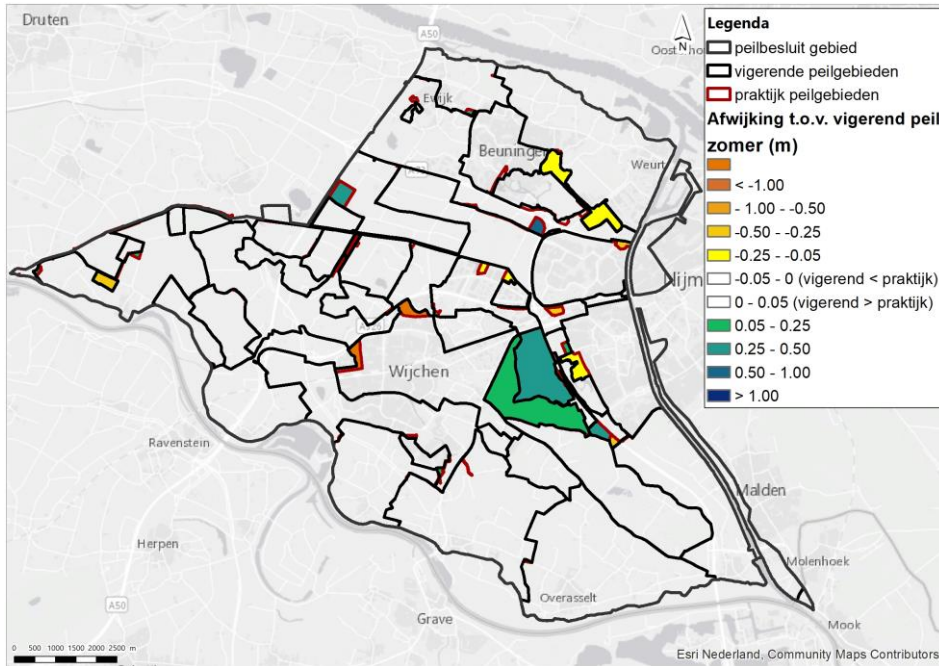 Druten
A50
Oost
N
Ewijk
Beuningen
Weurt
Nijm
Wijchen
Ravenstein
Malden
Herpen
Molenhoek
A50
Overasselt
Grave
Mook
0 500 1000 1500 2000 2500 m
Esri Nederland, Community Maps Contributors
Legenda
peilbesluit gebied
vigerende peilgebieden
praktijk peilgebieden
Afwijking t.o.v. vigerend peil
zomer (m)
< -1.00
- 1.00 - -0.50
-0.50 - -0.25
-0.25 - -0.05
-0.05 - 0 (vigerend < praktijk)
0 - 0.05 (vigerend > praktijk)
0.05 - 0.25
0.25 - 0.50
0.50 - 1.00
> 1.00